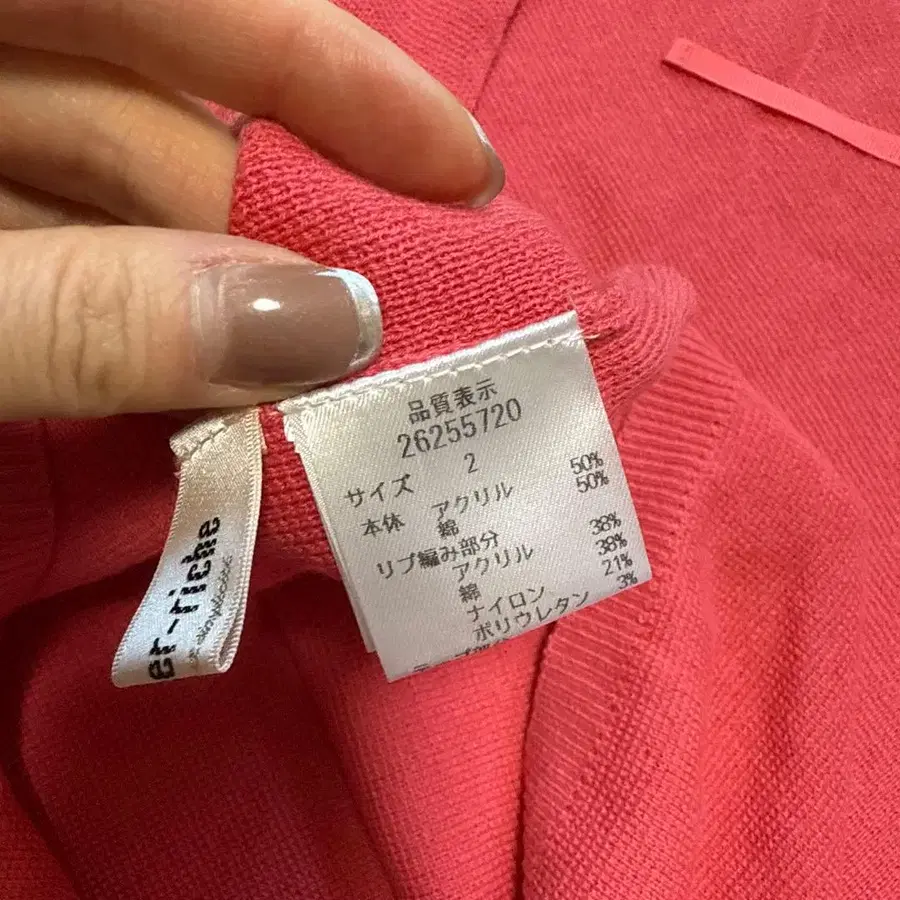 品質表示
26255720
サイズ 2
本体 アクリル 50%
綿 50%
リブ編み部分
アクリル 38%
綿 38%
ナイロン 21%
ポリウレタン 3%
er-riche